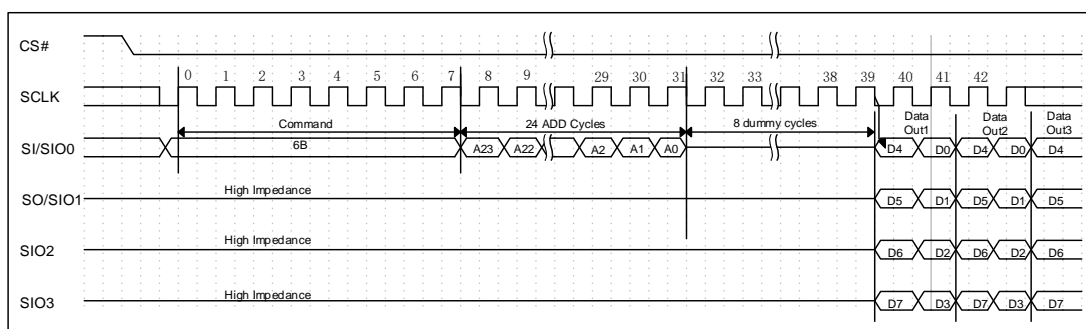 CS#
0 1 2 3 4 5 6 7 8 9 29 30 31 32 33 38 39 40 41 42
SCLK
Command 24 ADD Cycles 8 dummy cycles Data Out1 Data Out2 Data Out3
SI/SIO0 6B A23 A22 A2 A1 A0 D4 D0 D4 D0 D4
SO/SIO1 High Impedance D5 D1 D5 D1 D5
SIO2 High Impedance D6 D2 D6 D2 D6
SIO3 High Impedance D7 D3 D7 D3 D7